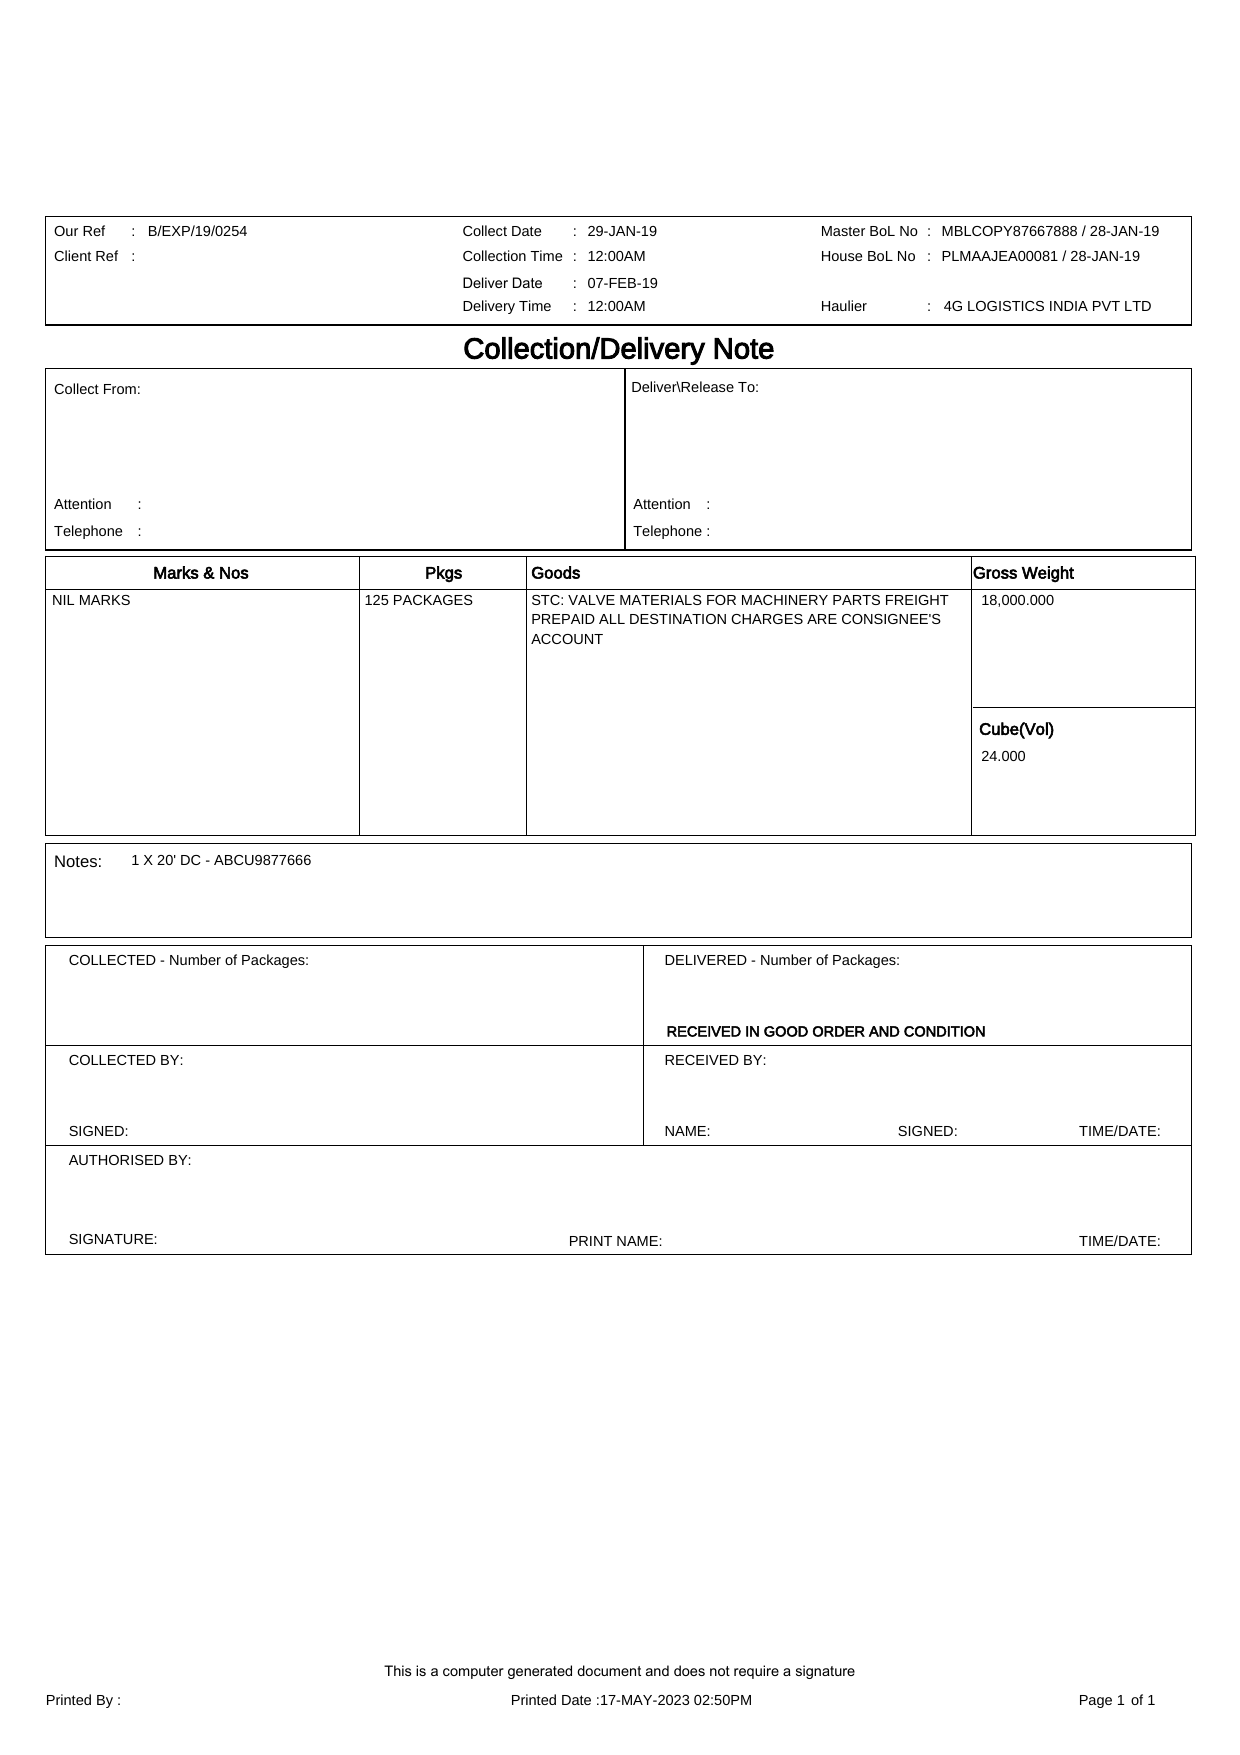 Our Ref : B/EXP/19/0254 Collect Date : 29-JAN-19 Master BoL No : MBLCOPY87667888 / 28-JAN-19
Client Ref : Collection Time : 12:00AM House BoL No : PLMAAJEA00081 / 28-JAN-19
Deliver Date : 07-FEB-19
Delivery Time : 12:00AM Haulier : 4G LOGISTICS INDIA PVT LTD
Collection/Delivery Note
Collect From: Deliver\Release To:
Attention : Attention :
Telephone : Telephone :
Marks & Nos Pkgs Goods Gross Weight
NIL MARKS 125 PACKAGES STC: VALVE MATERIALS FOR MACHINERY PARTS FREIGHT 18,000.000
PREPAID ALL DESTINATION CHARGES ARE CONSIGNEE'S
ACCOUNT
Cube(Vol)
24.000
Notes: 1 X 20' DC - ABCU9877666
COLLECTED - Number of Packages: DELIVERED - Number of Packages:
RECEIVED IN GOOD ORDER AND CONDITION
COLLECTED BY: RECEIVED BY:
SIGNED: NAME: SIGNED: TIME/DATE:
AUTHORISED BY:
SIGNATURE: PRINT NAME: TIME/DATE:
This is a computer generated document and does not require a signature
Printed By : Printed Date :17-MAY-2023 02:50PM Page 1 of 1